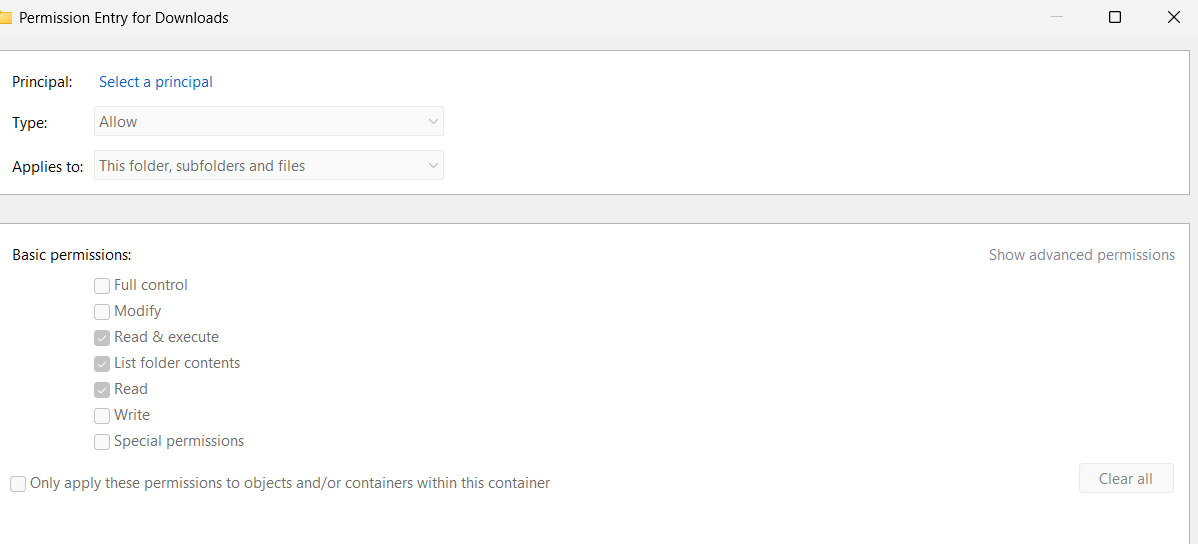 Permission Entry for Downloads
Principal: Select a principal
Type: Allow
Applies to: This folder, subfolders and files
Basic permissions: Show advanced permissions
Full control
Modify
Read & execute
List folder contents
Read
Write
Special permissions
Only apply these permissions to objects and/or containers within this container
Clear all